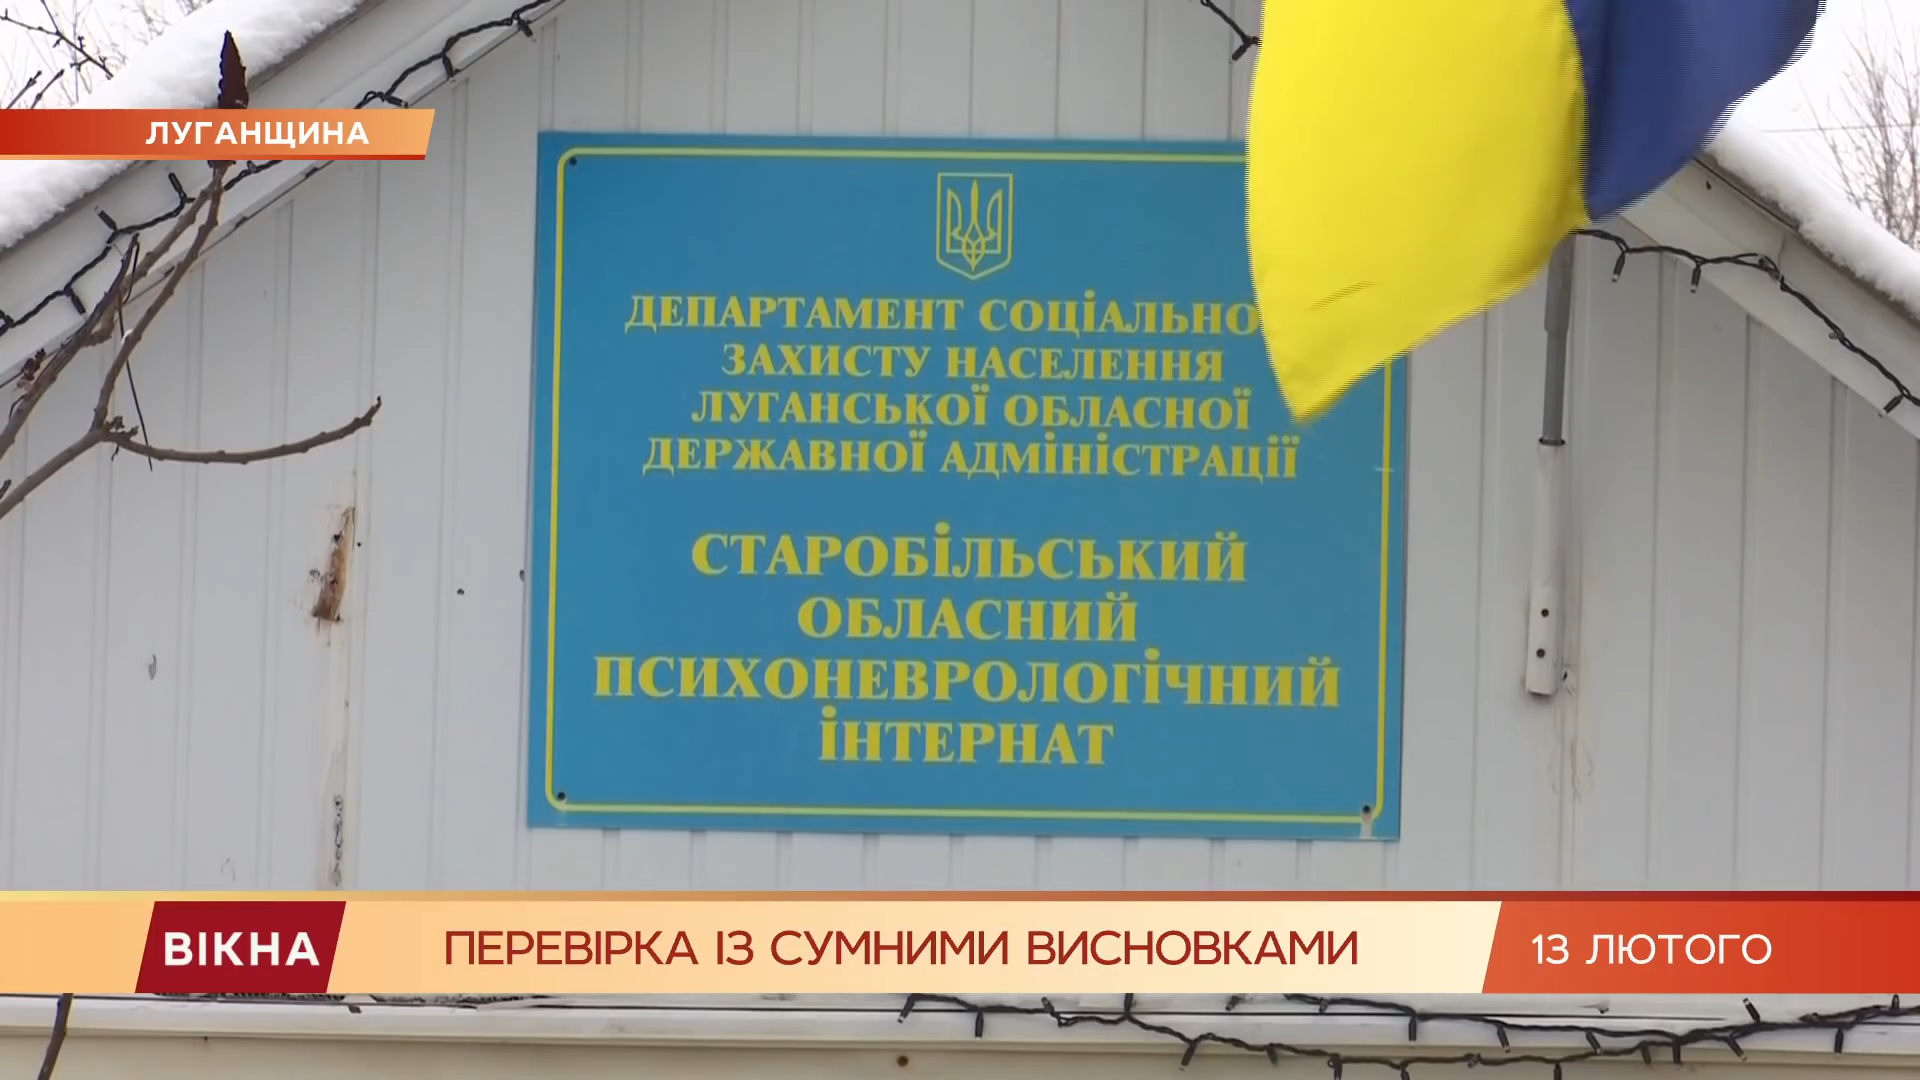 ЛУГАНЩИНА
ДЕПАРТАМЕНТ
ЗАХИСТУ НАСЕЛЕННЯ
ЛУГАНСЬКОЇ ОБЛАСНОЇ
ДЕРЖАВНОЇ АДМІНІСТРАЦІЇ
СТАРОБІЛЬСЬКИЙ
ОБЛАСНИЙ
ПСИХОНЕВРОЛОГІЧНИЙ
ІНТЕРНАТ
ВІКНА
ПЕРЕВІРКА ІЗ СУМНИМИ ВИСНОВКАМИ
13 ЛЮТОГО